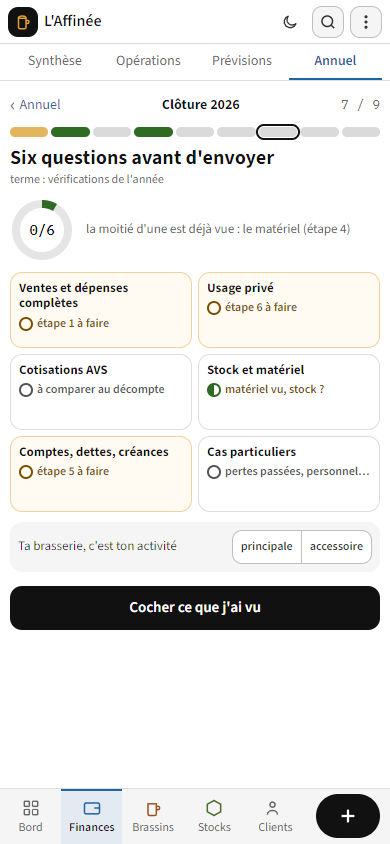 L'Affinée
Synthèse
Opérations
Prévisions
Annuel
‹ Annuel
Clôture 2026
7 / 9
Six questions avant d'envoyer
terme : vérifications de l'année
0/6
la moitié d'une est déjà vue : le matériel (étape 4)
Ventes et dépenses
complètes
étape 1 à faire
Usage privé
étape 6 à faire
Cotisations AVS
à comparer au décompte
Stock et matériel
matériel vu, stock ?
Comptes, dettes, créances
étape 5 à faire
Cas particuliers
pertes passées, personnel…
Ta brasserie, c'est ton activité
principale
accessoire
Cocher ce que j'ai vu
Bord
Finances
Brassins
Stocks
Clients